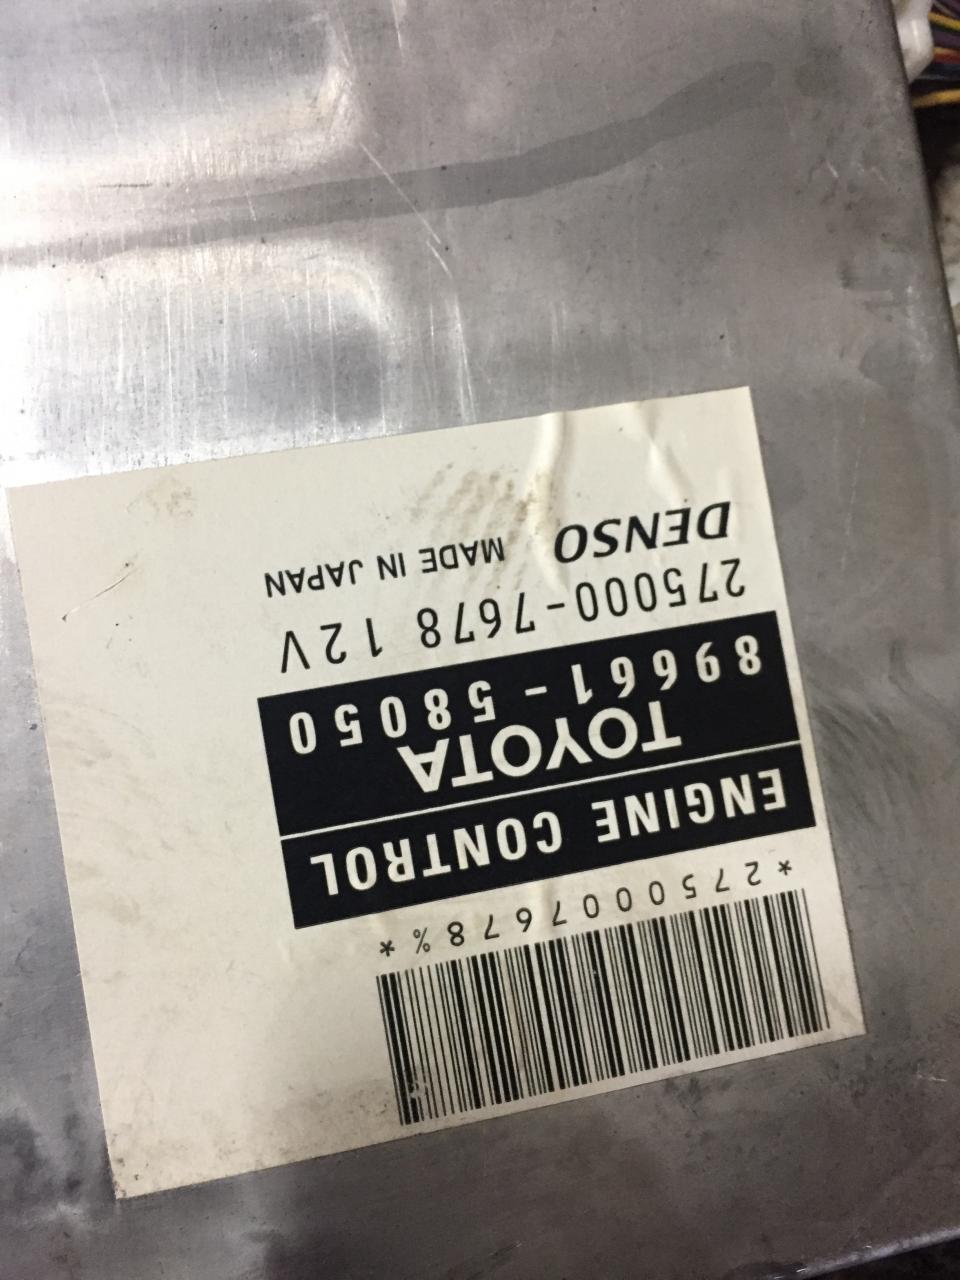 *2750007678%*
ENGINE CONTROL
TOYOTA
89661-58050
275000-7678 12V
DENSO MADE IN JAPAN